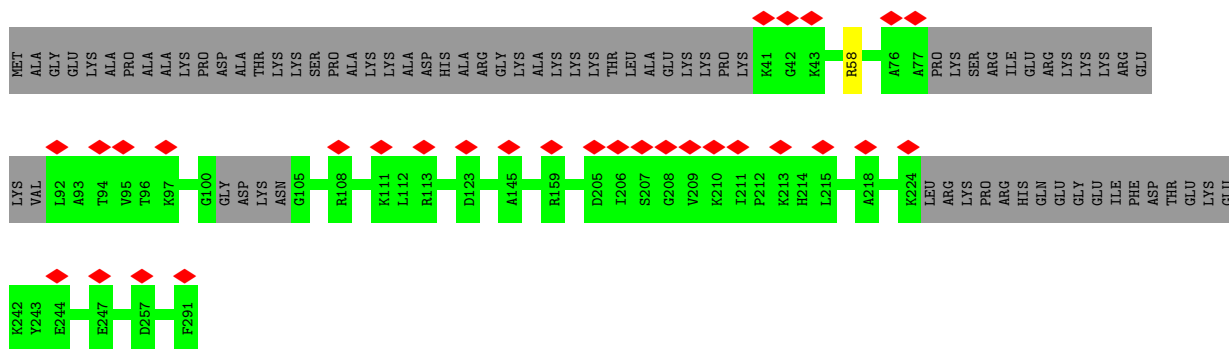 MET ALA GLY GLU LYS ALA PRO ALA ALA LYS PRO ASP ALA THR LYS LYS SER PRO ALA LYS LYS ALA ASP HIS ALA ARG GLY LYS ALA LYS LYS LYS THR LEU ALA GLU LYS LYS PRO LYS K41 G42 K43 R58 A76 A77 PRO LYS SER ARG ILE GLU ARG LYS LYS LYS ARG GLU
LYS VAL L92 A93 T94 V95 T96 K97 G100 GLY ASP LYS ASN G105 R108 K111 L112 R113 D123 A145 R159 D205 I206 S207 G208 V209 K210 I211 P212 K213 H214 L215 A218 K224 LEU ARG LYS PRO ARG HIS GLN GLU GLY GLU ILE PHE ASP THR GLU LYS GLU
K242 Y243 E244 E247 D257 F291